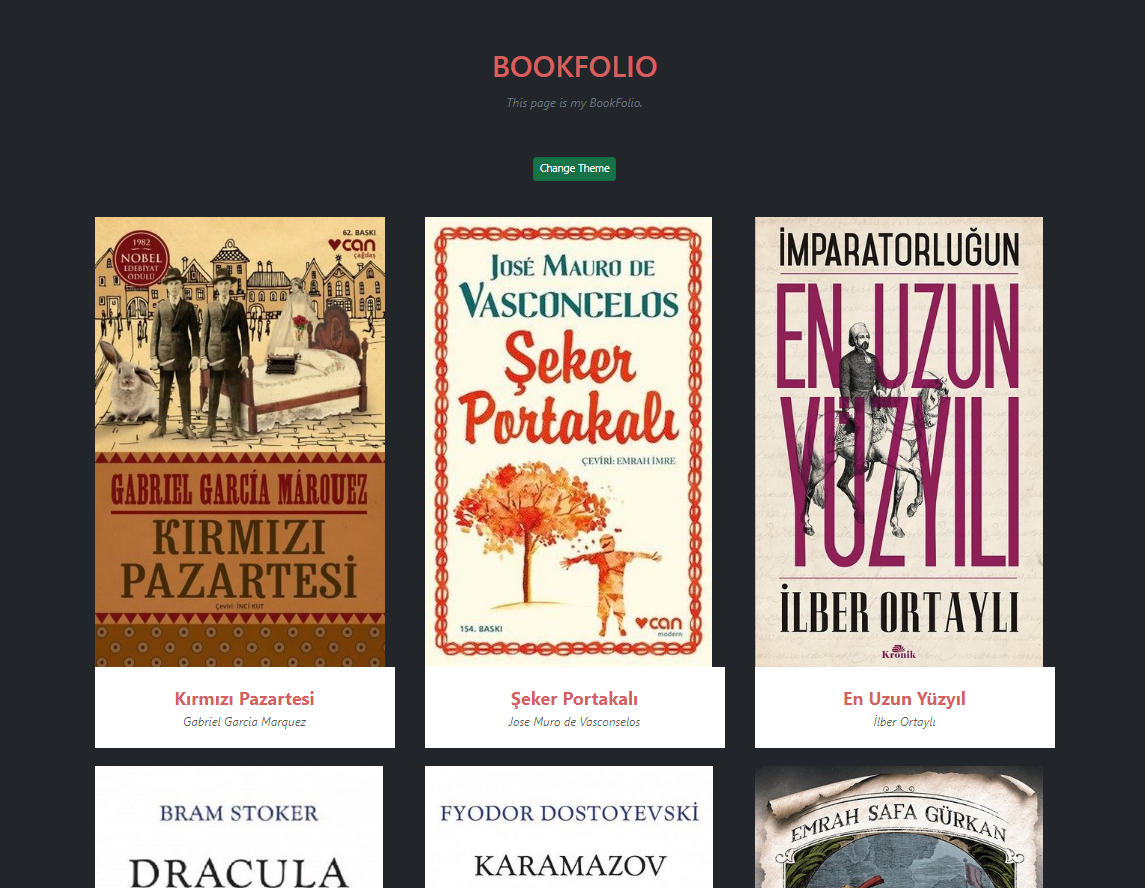 BOOKFOLIO
This page is my BookFolio.
Change Theme
1982
NOBEL
EDEBİYAT
ÖDÜLÜ
62. BASKI
can
çağdaş
GABRIEL GARCÍA MÁRQUEZ
KIRMIZI
PAZARTESİ
Çeviri: İNCİ KUT
Kırmızı Pazartesi
Gabriel Garcia Marquez
JOSÉ MAURO DE
VASCONCELOS
Şeker
Portakalı
ÇEVİRİ: EMRAH İMRE
154. BASKI
can
modern
Şeker Portakalı
Jose Muro de Vasconselos
İMPARATORLUĞUN
EN UZUN
YÜZYILI
İLBER ORTAYLI
Kronik
En Uzun Yüzyıl
İlber Ortaylı
BRAM STOKER
DRACULA
FYODOR DOSTOYEVSKİ
KARAMAZOV
EMRAH SAFA GÜRKAN